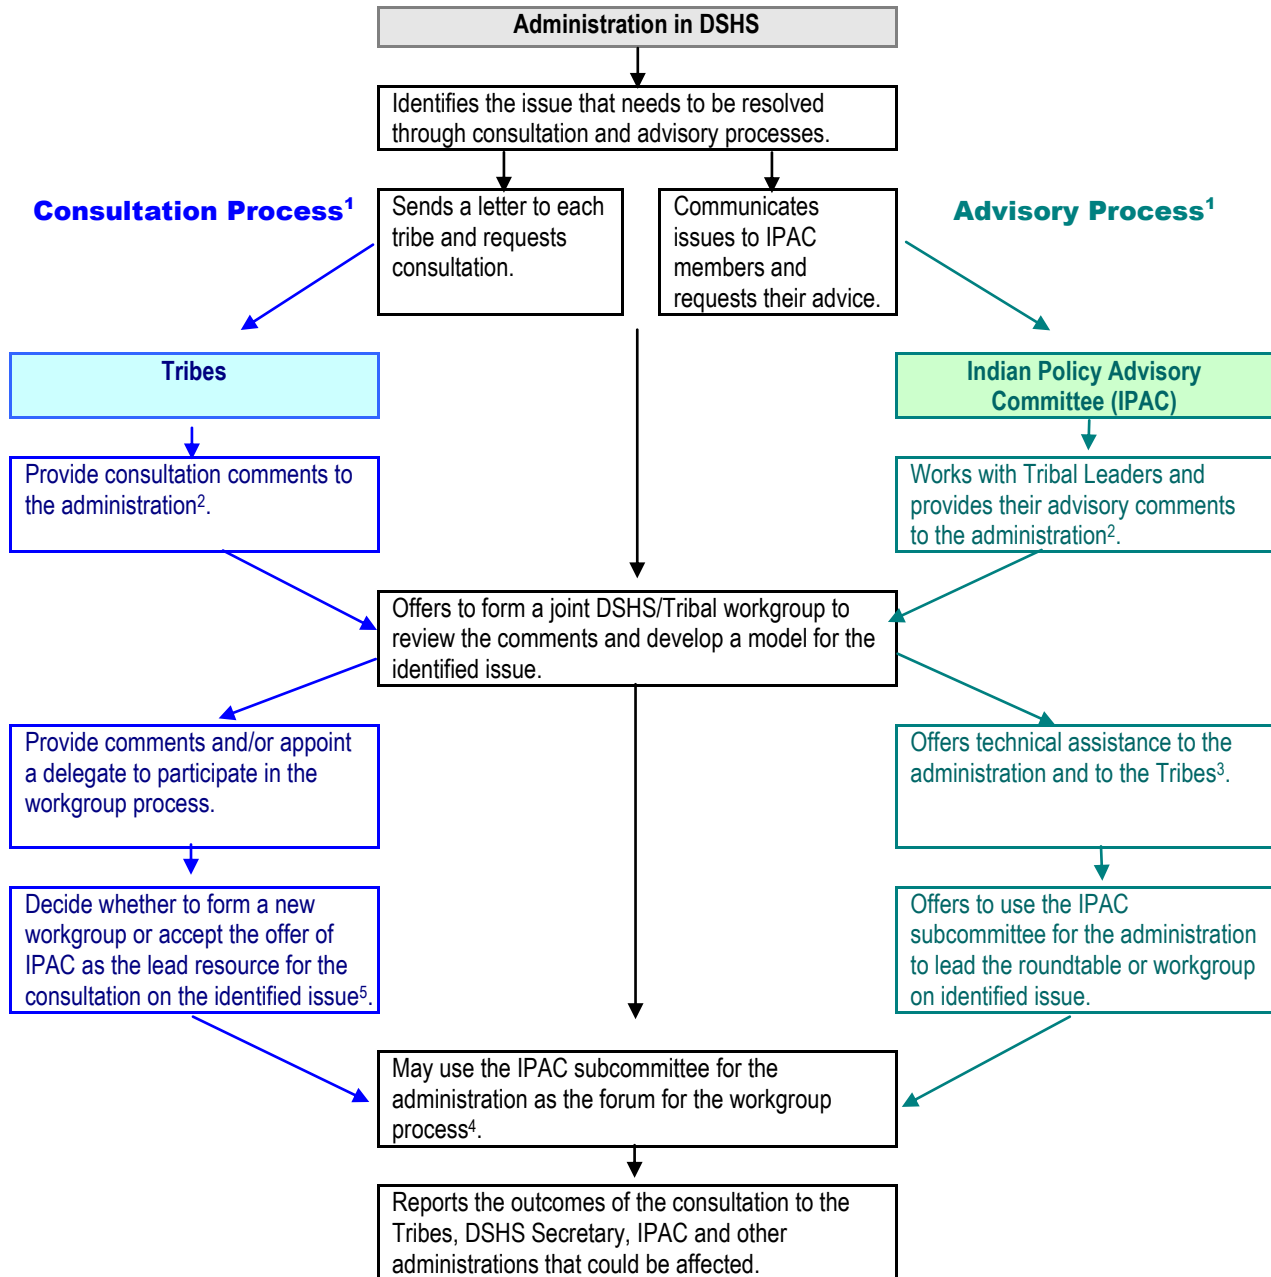 Administration in DSHS
Identifies the issue that needs to be resolved
through consultation and advisory processes.
Consultation Process¹
Sends a letter to each
tribe and requests
consultation.
Communicates
issues to IPAC
members and
requests their advice.
Advisory Process¹
Tribes
Indian Policy Advisory
Committee (IPAC)
Provide consultation comments to
the administration².
Works with Tribal Leaders and
provides their advisory comments
to the administration².
Offers to form a joint DSHS/Tribal workgroup to
review the comments and develop a model for the
identified issue.
Provide comments and/or appoint
a delegate to participate in the
workgroup process.
Offers technical assistance to the
administration and to the Tribes³.
Decide whether to form a new
workgroup or accept the offer of
IPAC as the lead resource for the
consultation on the identified issue⁵.
Offers to use the IPAC
subcommittee for the administration
to lead the roundtable or workgroup
on identified issue.
May use the IPAC subcommittee for the
administration as the forum for the workgroup
process⁴.
Reports the outcomes of the consultation to the
Tribes, DSHS Secretary, IPAC and other
administrations that could be affected.